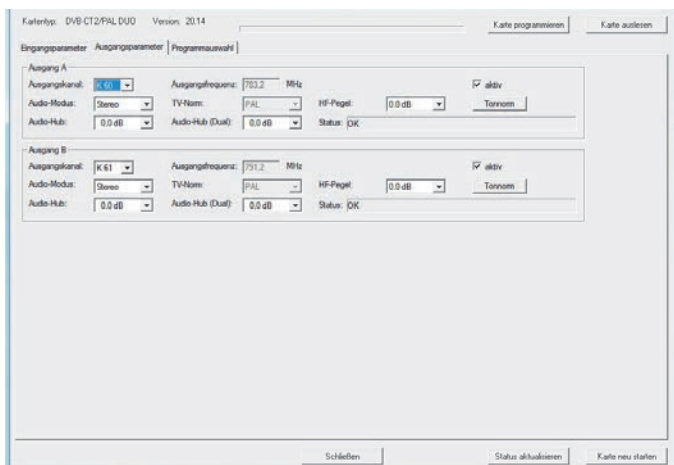 Kartentyp: DVB-CT2/PAL DUO Version: 20.14 Karte programmieren Karte auslesen
Eingangsparameter Ausgangsparameter Programmauswahl
Ausgang A
Ausgangskanal: K 60 Ausgangsfrequenz: 783,2 MHz aktiv
Audio-Modus: Stereo TV-Norm: PAL HF-Pegel: 0.0 dB Tonnorm
Audio-Hub: 0.0 dB Audio-Hub (Dual): 0.0 dB Status: OK
Ausgang B
Ausgangskanal: K 61 Ausgangsfrequenz: 791.2 MHz aktiv
Audio-Modus: Stereo TV-Norm: PAL HF-Pegel: 0.0 dB Tonnorm
Audio-Hub: 0.0 dB Audio-Hub (Dual): 0.0 dB Status: OK
Schließen Status aktualisieren Karte neu starten